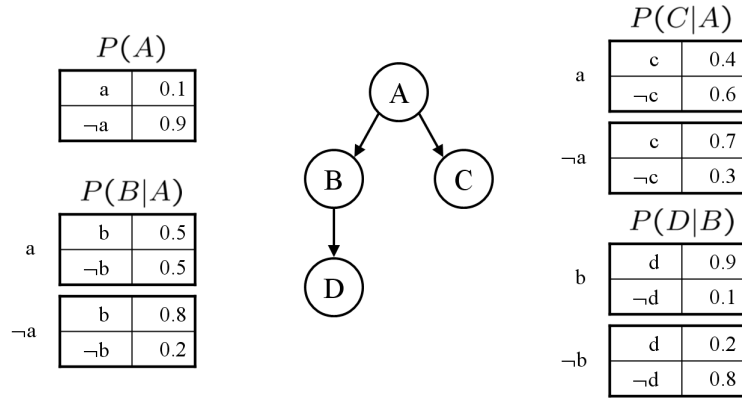 P(A)
a 0.1
¬a 0.9
P(B|A)
a
b 0.5
¬b 0.5
¬a
b 0.8
¬b 0.2
A
B
C
D
P(C|A)
a
c 0.4
¬c 0.6
¬a
c 0.7
¬c 0.3
P(D|B)
b
d 0.9
¬d 0.1
¬b
d 0.2
¬d 0.8